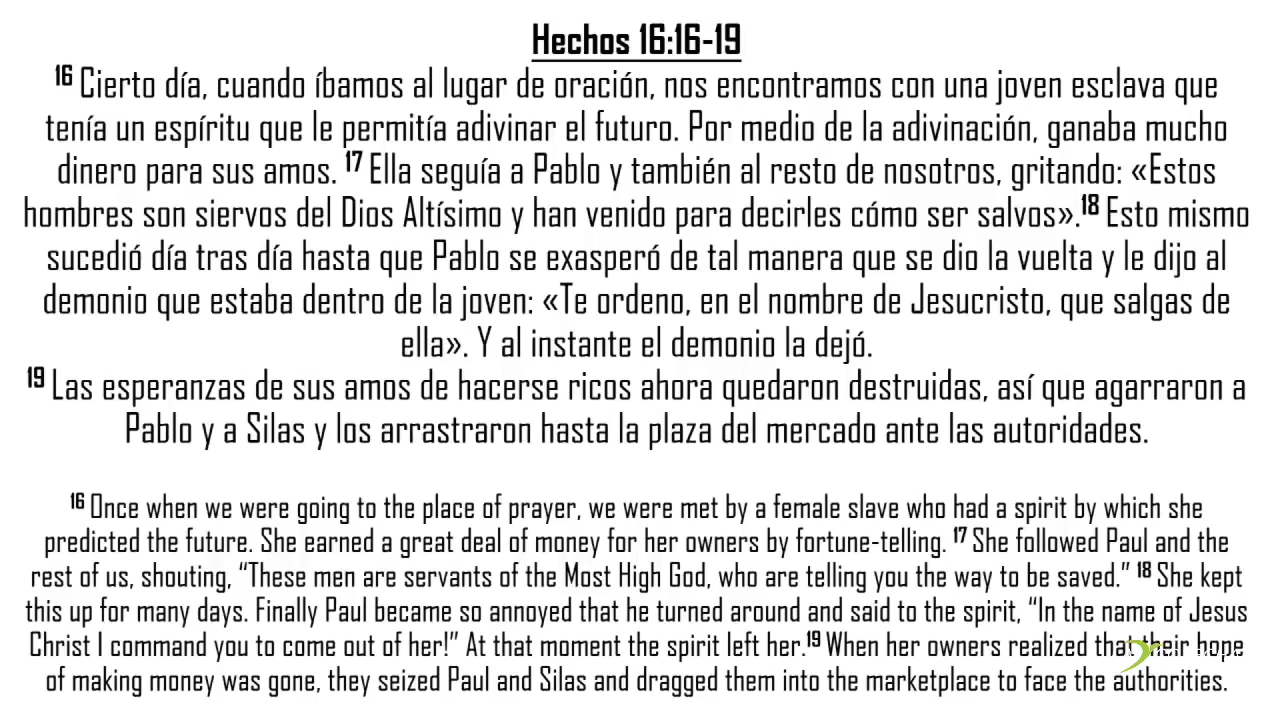 Hechos 16:16-19
16 Cierto día, cuando íbamos al lugar de oración, nos encontramos con una joven esclava que
tenía un espíritu que le permitía adivinar el futuro. Por medio de la adivinación, ganaba mucho
dinero para sus amos. 17 Ella seguía a Pablo y también al resto de nosotros, gritando: «Estos
hombres son siervos del Dios Altísimo y han venido para decirles cómo ser salvos».18 Esto mismo
sucedió día tras día hasta que Pablo se exasperó de tal manera que se dio la vuelta y le dijo al
demonio que estaba dentro de la joven: «Te ordeno, en el nombre de Jesucristo, que salgas de
ella». Y al instante el demonio la dejó.
19 Las esperanzas de sus amos de hacerse ricos ahora quedaron destruidas, así que agarraron a
Pablo y a Silas y los arrastraron hasta la plaza del mercado ante las autoridades.
16 Once when we were going to the place of prayer, we were met by a female slave who had a spirit by which she
predicted the future. She earned a great deal of money for her owners by fortune-telling. 17 She followed Paul and the
rest of us, shouting, “These men are servants of the Most High God, who are telling you the way to be saved.” 18 She kept
this up for many days. Finally Paul became so annoyed that he turned around and said to the spirit, “In the name of Jesus
Christ I command you to come out of her!” At that moment the spirit left her.19 When her owners realized that their hope
of making money was gone, they seized Paul and Silas and dragged them into the marketplace to face the authorities.